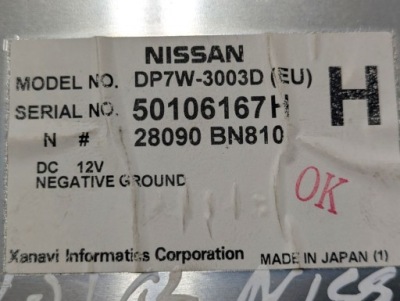 NISSAN
MODEL NO. DP7W-3003D (EU)
SERIAL NO. 50106167H
H
N # 28090 BN810
DC 12V
NEGATIVE GROUND
OK
Xanavi Informatics Corporation
MADE IN JAPAN (1)